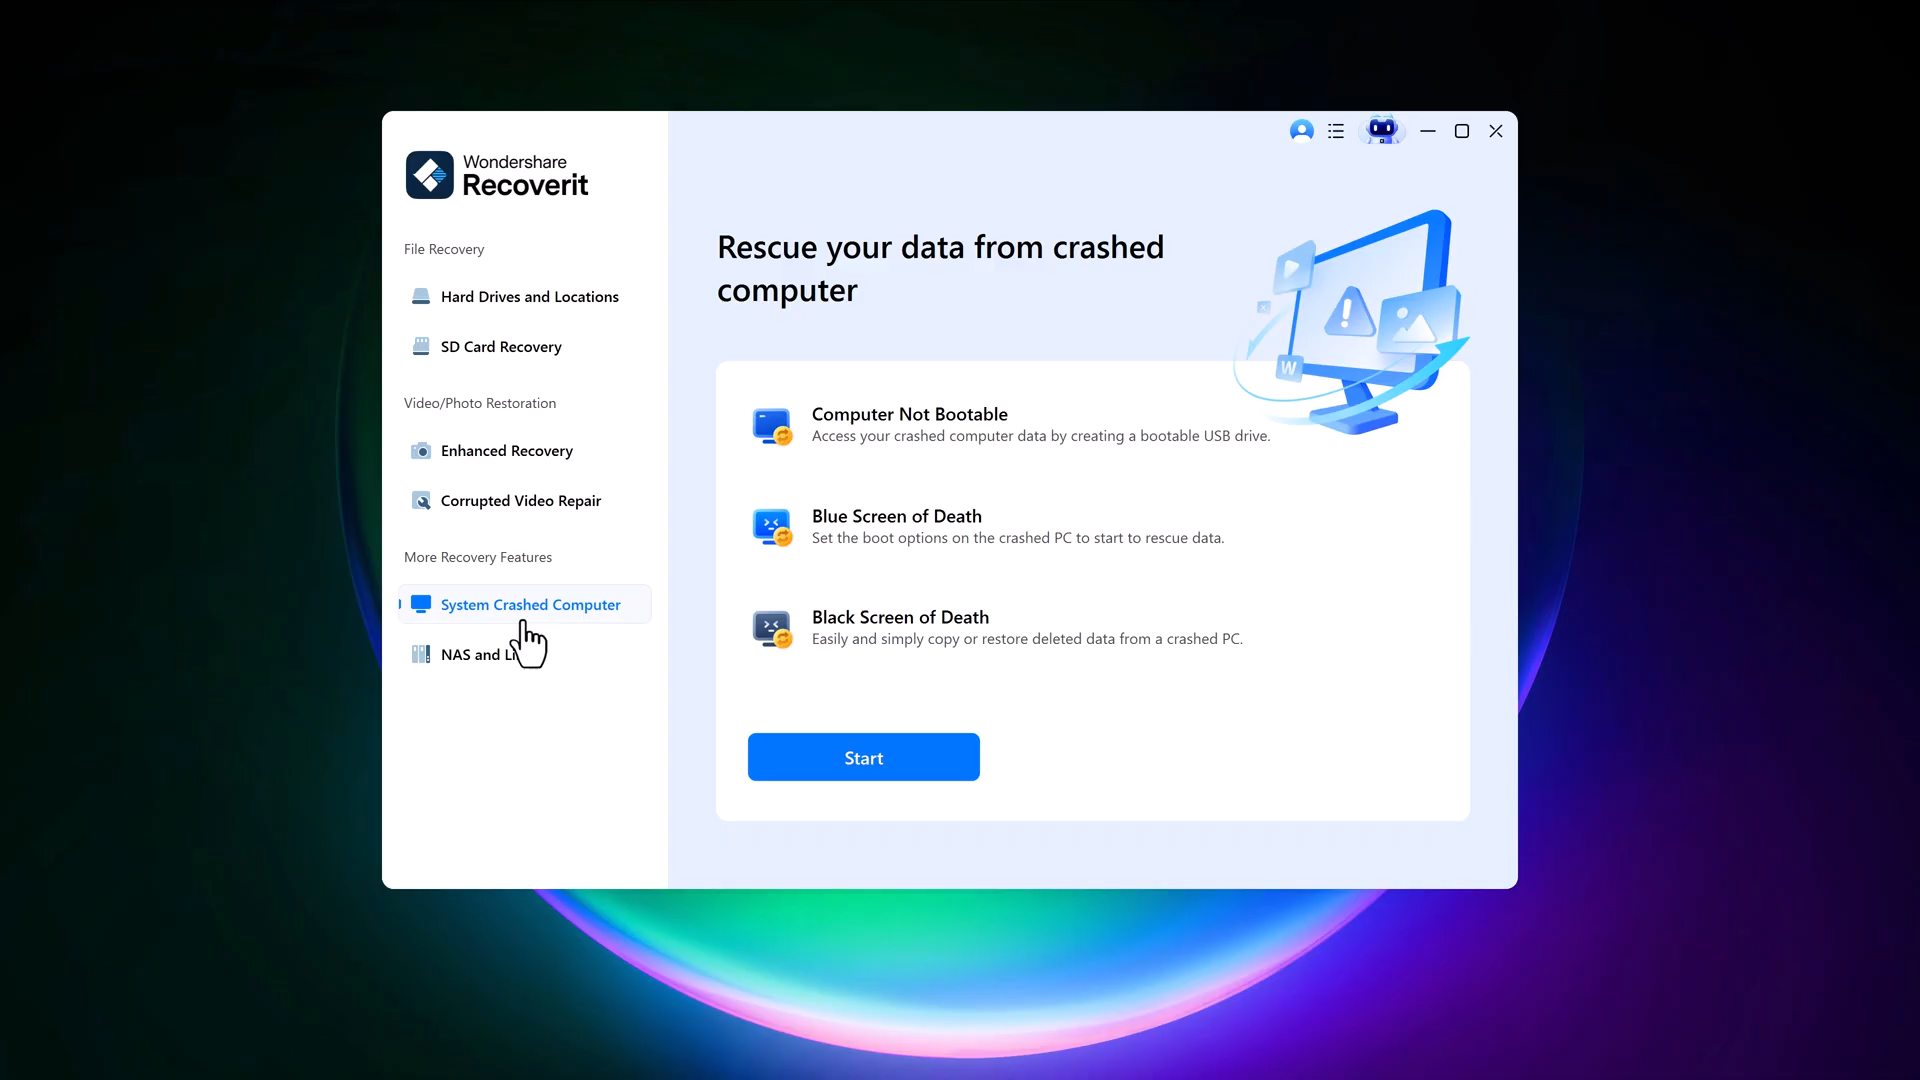 Wondershare
Recoverit
File Recovery
Hard Drives and Locations
SD Card Recovery
Video/Photo Restoration
Enhanced Recovery
Corrupted Video Repair
More Recovery Features
System Crashed Computer
NAS and Li
Rescue your data from crashed
computer
W
Computer Not Bootable
Access your crashed computer data by creating a bootable USB drive.
Blue Screen of Death
Set the boot options on the crashed PC to start to rescue data.
Black Screen of Death
Easily and simply copy or restore deleted data from a crashed PC.
Start